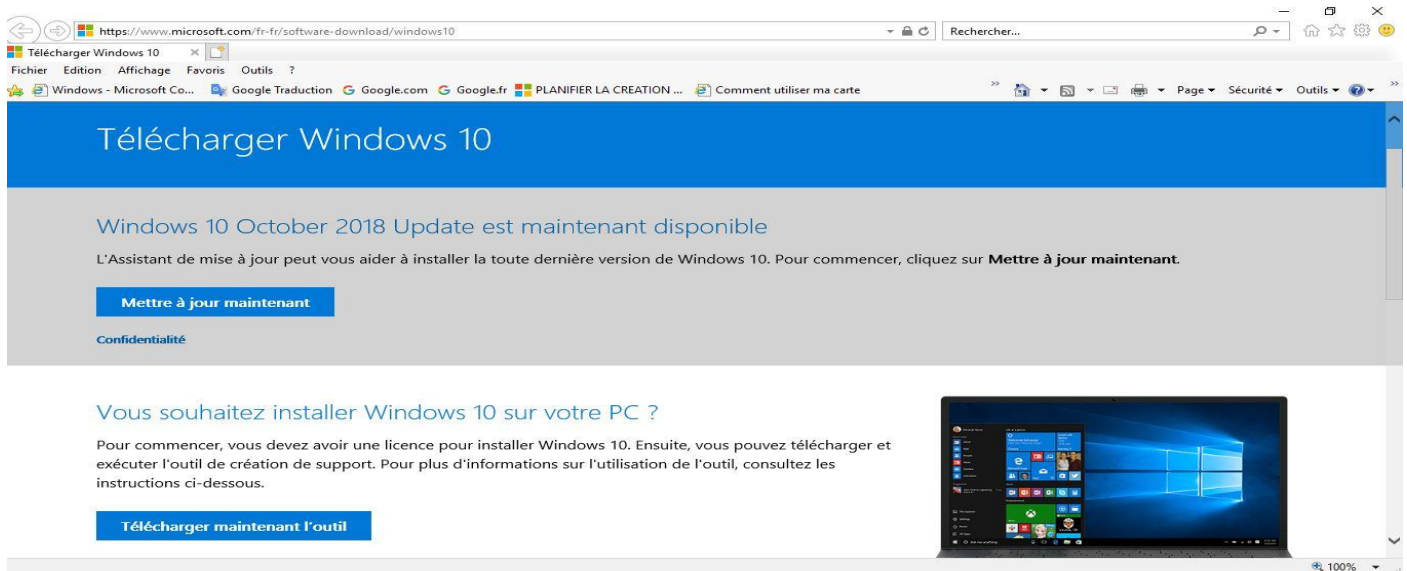 https://www.microsoft.com/fr-fr/software-download/windows10
Rechercher...
Télécharger Windows 10
Fichier Edition Affichage Favoris Outils ?
Windows - Microsoft Co... Google Traduction Google.com Google.fr PLANIFIER LA CREATION ... Comment utiliser ma carte
Page Sécurité Outils
Télécharger Windows 10
Windows 10 October 2018 Update est maintenant disponible
L'Assistant de mise à jour peut vous aider à installer la toute dernière version de Windows 10. Pour commencer, cliquez sur Mettre à jour maintenant.
Mettre à jour maintenant
Confidentialité
Vous souhaitez installer Windows 10 sur votre PC ?
Pour commencer, vous devez avoir une licence pour installer Windows 10. Ensuite, vous pouvez télécharger et
exécuter l'outil de création de support. Pour plus d'informations sur l'utilisation de l'outil, consultez les
instructions ci-dessous.
Télécharger maintenant l'outil
100%